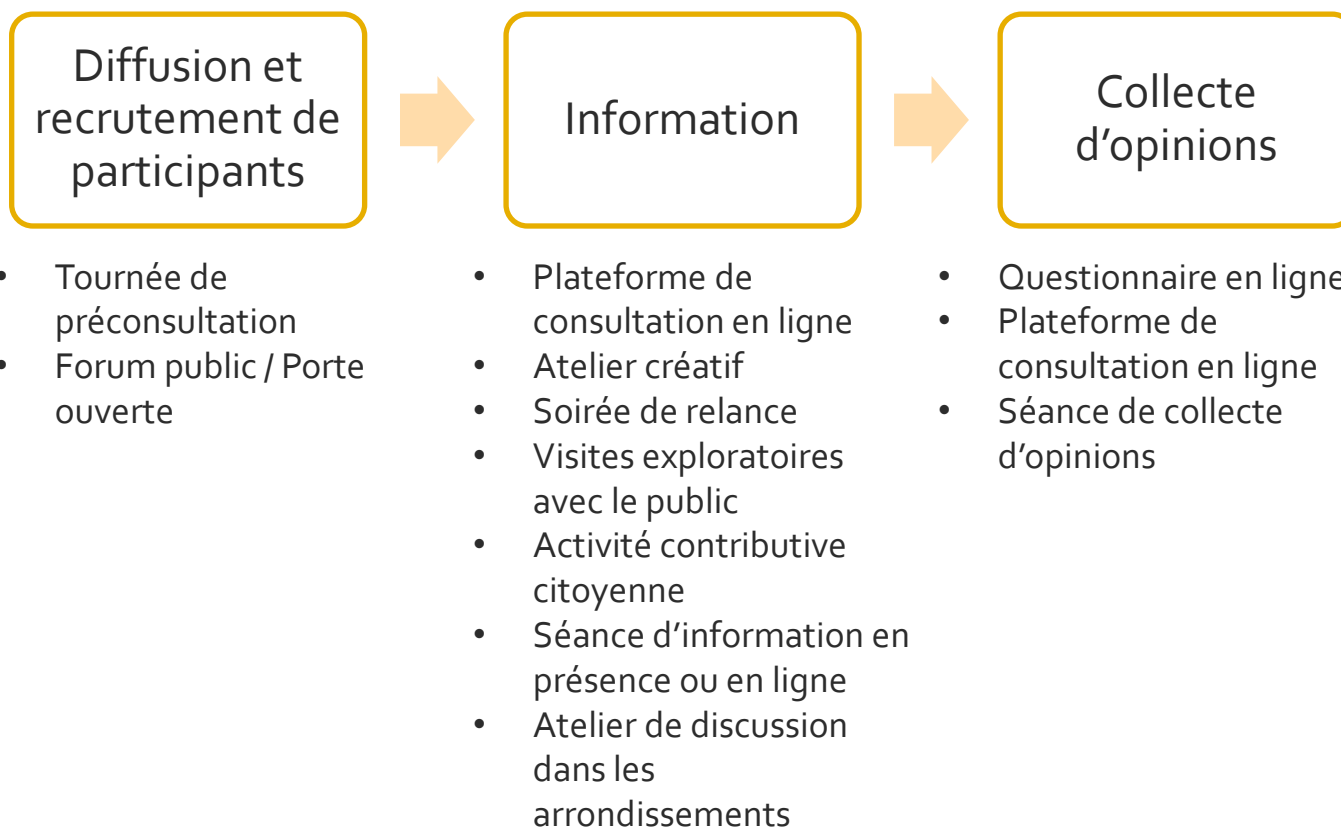 Diffusion et
recrutement de
participants
• Tournée de
préconsultation
• Forum public / Porte
ouverte
Information
• Plateforme de
consultation en ligne
• Atelier créatif
• Soirée de relance
• Visites exploratoires
avec le public
• Activité contributive
citoyenne
• Séance d’information en
présence ou en ligne
• Atelier de discussion
dans les
arrondissements
Collecte
d’opinions
• Questionnaire en ligne
• Plateforme de
consultation en ligne
• Séance de collecte
d’opinions